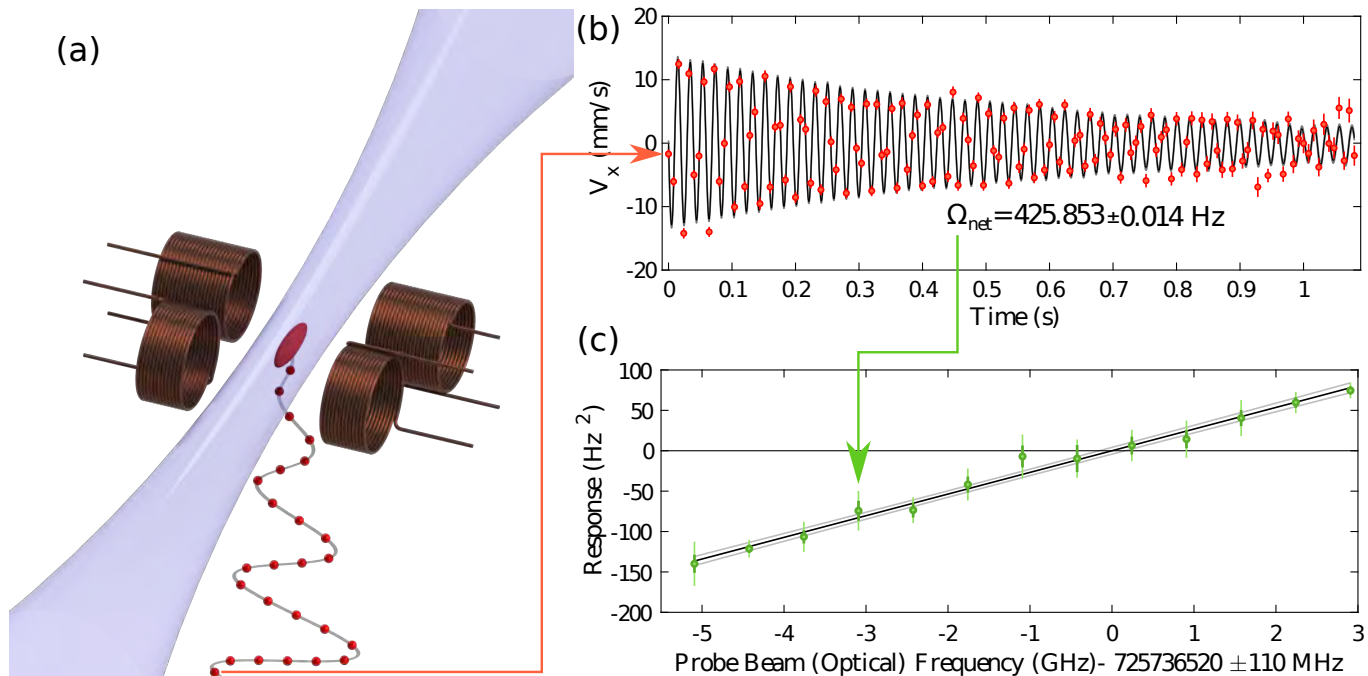 (a)
(b)
20
10
0
-10
-20
V_x (mm/s)
Ω_net=425.853±0.014 Hz
0 0.1 0.2 0.3 0.4 0.5 0.6 0.7 0.8 0.9 1
Time (s)
(c)
100
50
0
-50
-100
-150
-200
Response (Hz ²)
-5 -4 -3 -2 -1 0 1 2 3
Probe Beam (Optical) Frequency (GHz)- 725736520 ±110 MHz